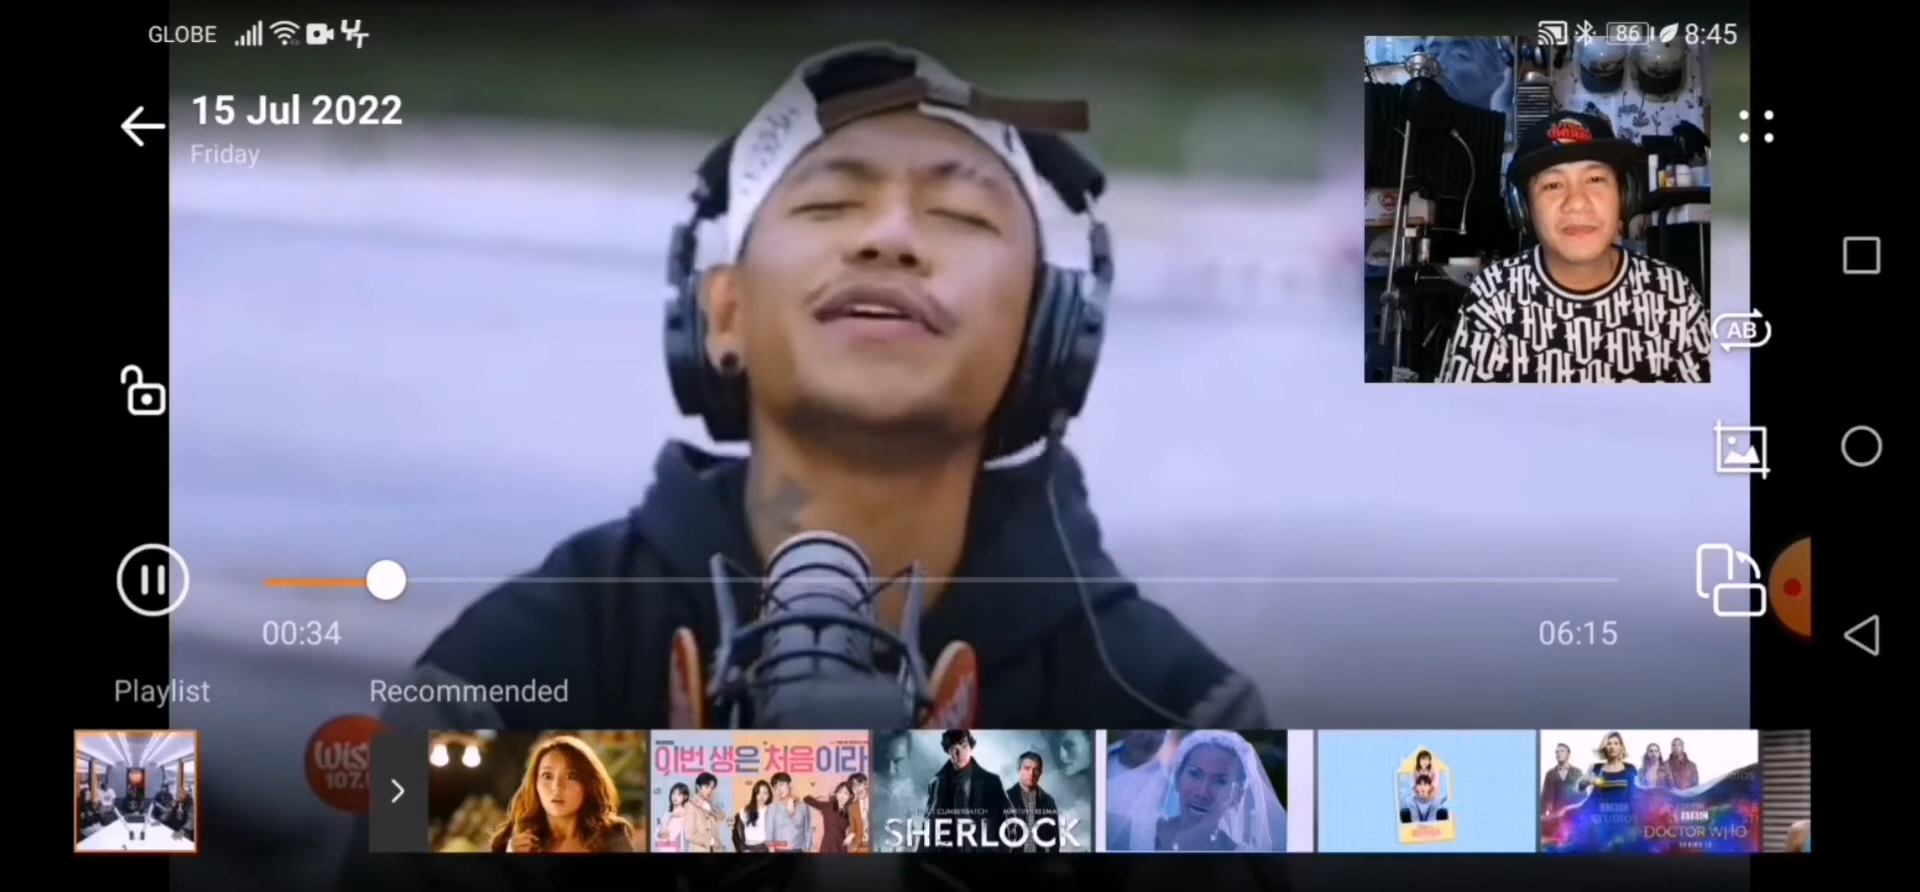 GLOBE
86
8:45
15 Jul 2022
Friday
AB
00:34
06:15
Playlist
Recommended
이번 생은 처음이라
SHERLOCK
BBC
DOCTOR WHO